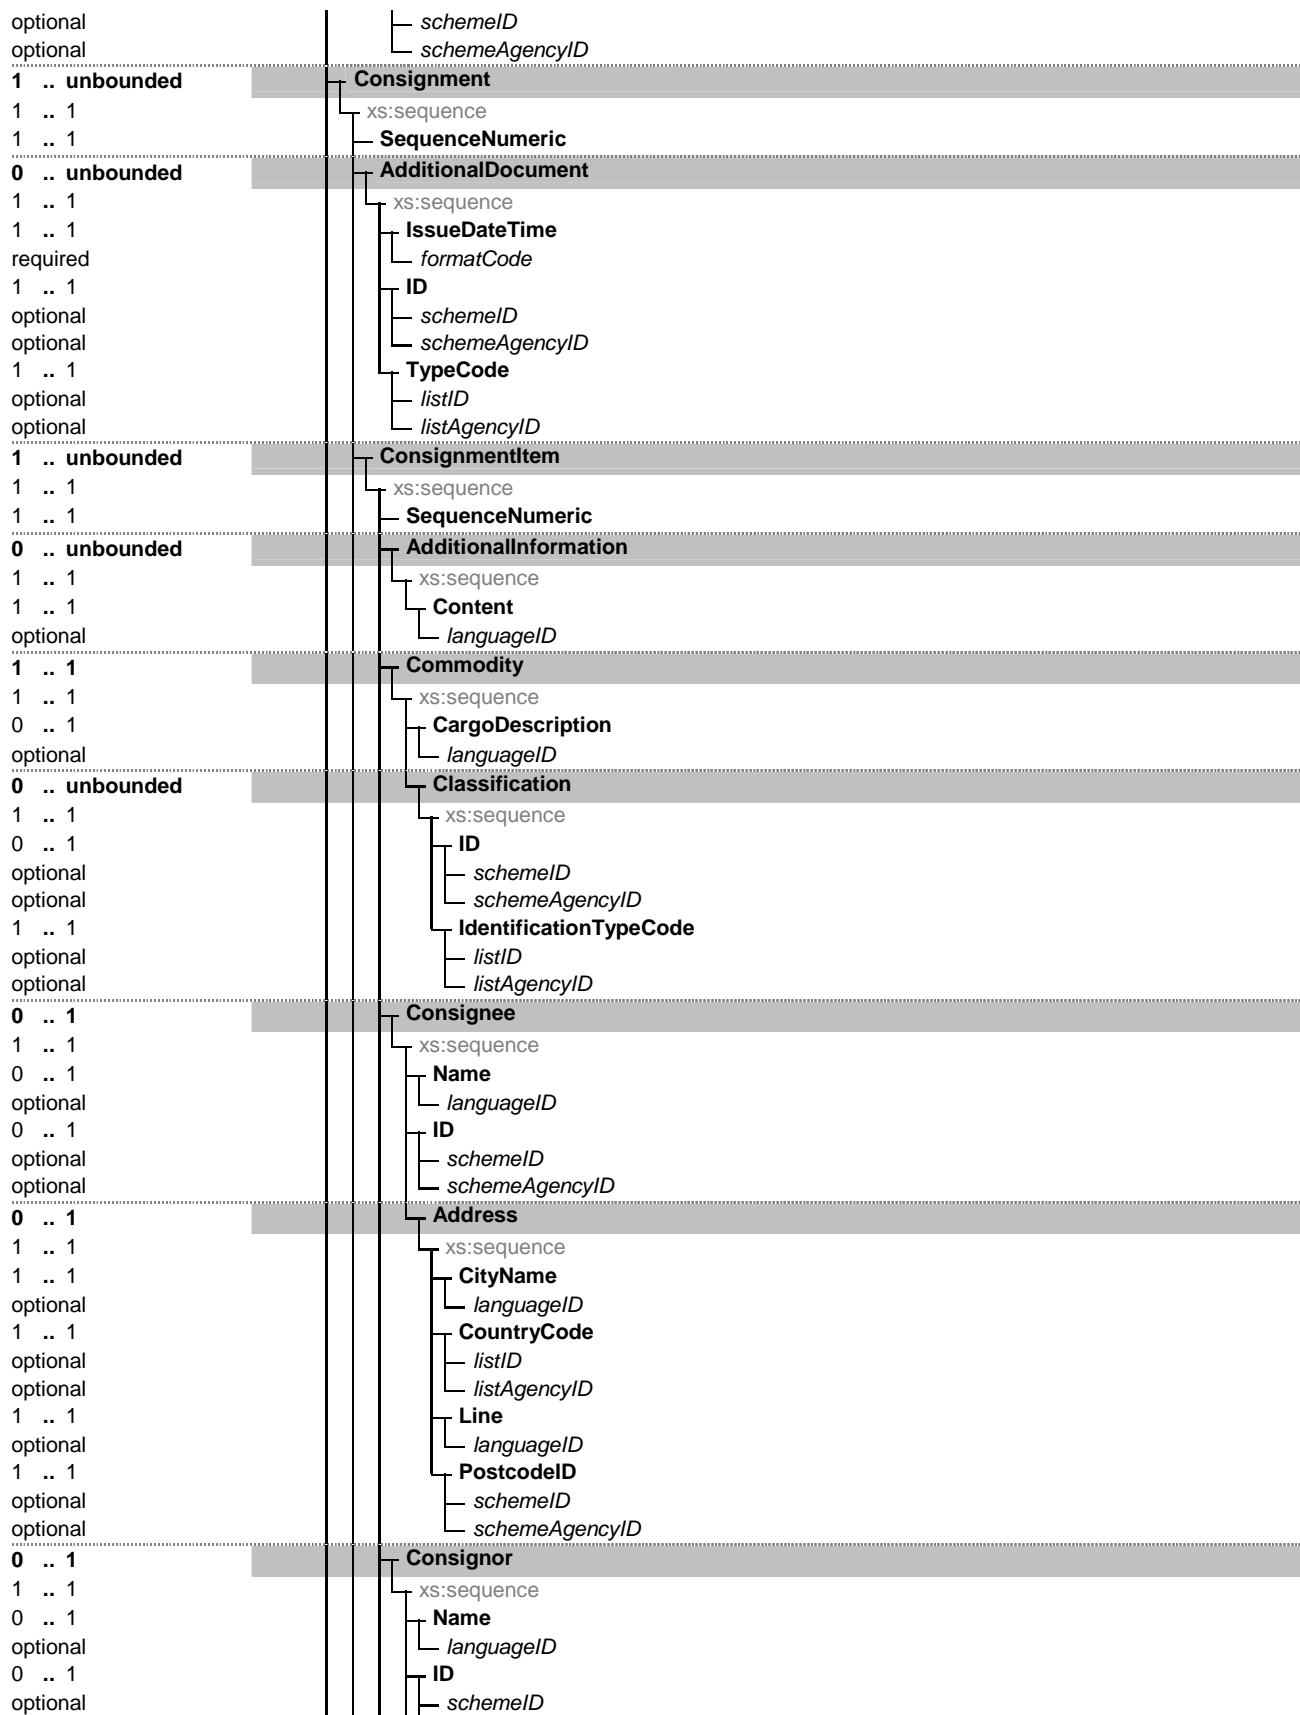 optional schemeID
optional schemeAgencyID
1 .. unbounded Consignment
1 .. 1 xs:sequence
1 .. 1 SequenceNumeric
0 .. unbounded AdditionalDocument
1 .. 1 xs:sequence
1 .. 1 IssueDateTime
required formatCode
1 .. 1 ID
optional schemeID
optional schemeAgencyID
1 .. 1 TypeCode
optional listID
optional listAgencyID
1 .. unbounded ConsignmentItem
1 .. 1 xs:sequence
1 .. 1 SequenceNumeric
0 .. unbounded AdditionalInformation
1 .. 1 xs:sequence
1 .. 1 Content
optional languageID
1 .. 1 Commodity
1 .. 1 xs:sequence
0 .. 1 CargoDescription
optional languageID
0 .. unbounded Classification
1 .. 1 xs:sequence
0 .. 1 ID
optional schemeID
optional schemeAgencyID
1 .. 1 IdentificationTypeCode
optional listID
optional listAgencyID
0 .. 1 Consignee
1 .. 1 xs:sequence
0 .. 1 Name
optional languageID
0 .. 1 ID
optional schemeID
optional schemeAgencyID
0 .. 1 Address
1 .. 1 xs:sequence
1 .. 1 CityName
optional languageID
1 .. 1 CountryCode
optional listID
optional listAgencyID
1 .. 1 Line
optional languageID
1 .. 1 PostcodeID
optional schemeID
optional schemeAgencyID
0 .. 1 Consignor
1 .. 1 xs:sequence
0 .. 1 Name
optional languageID
0 .. 1 ID
optional schemeID